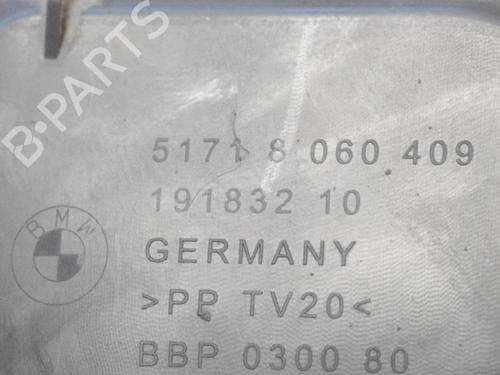 B-PARTS
5171 8 060 409
191832 10
BMW
GERMANY
>PP TV20<
BBP 0300 80